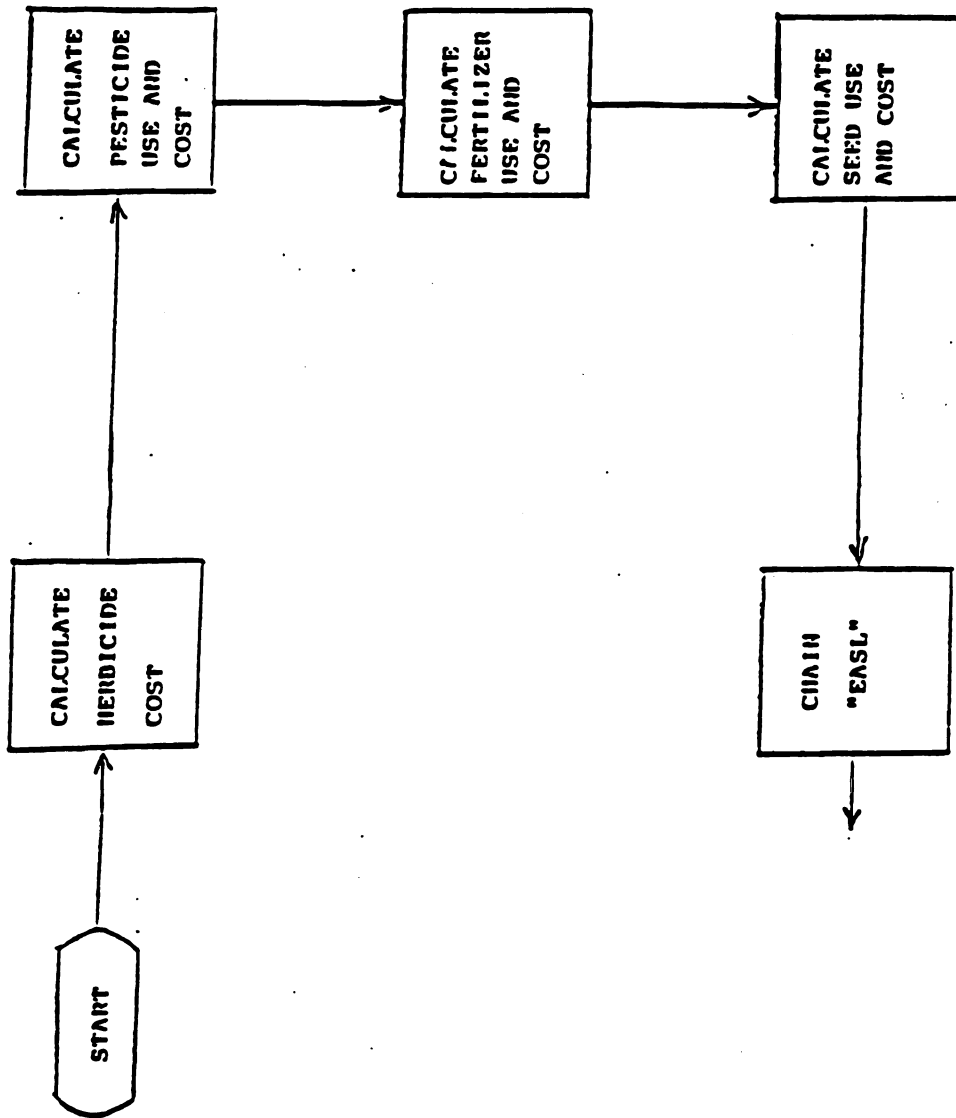 START
CALCULATE
HERBICIDE
COST
CALCULATE
PESTICIDE
USE AND
COST
CALCULATE
FERTILIZER
USE AND
COST
CALCULATE
SEED USE
AND COST
CHAIN
"EASL"